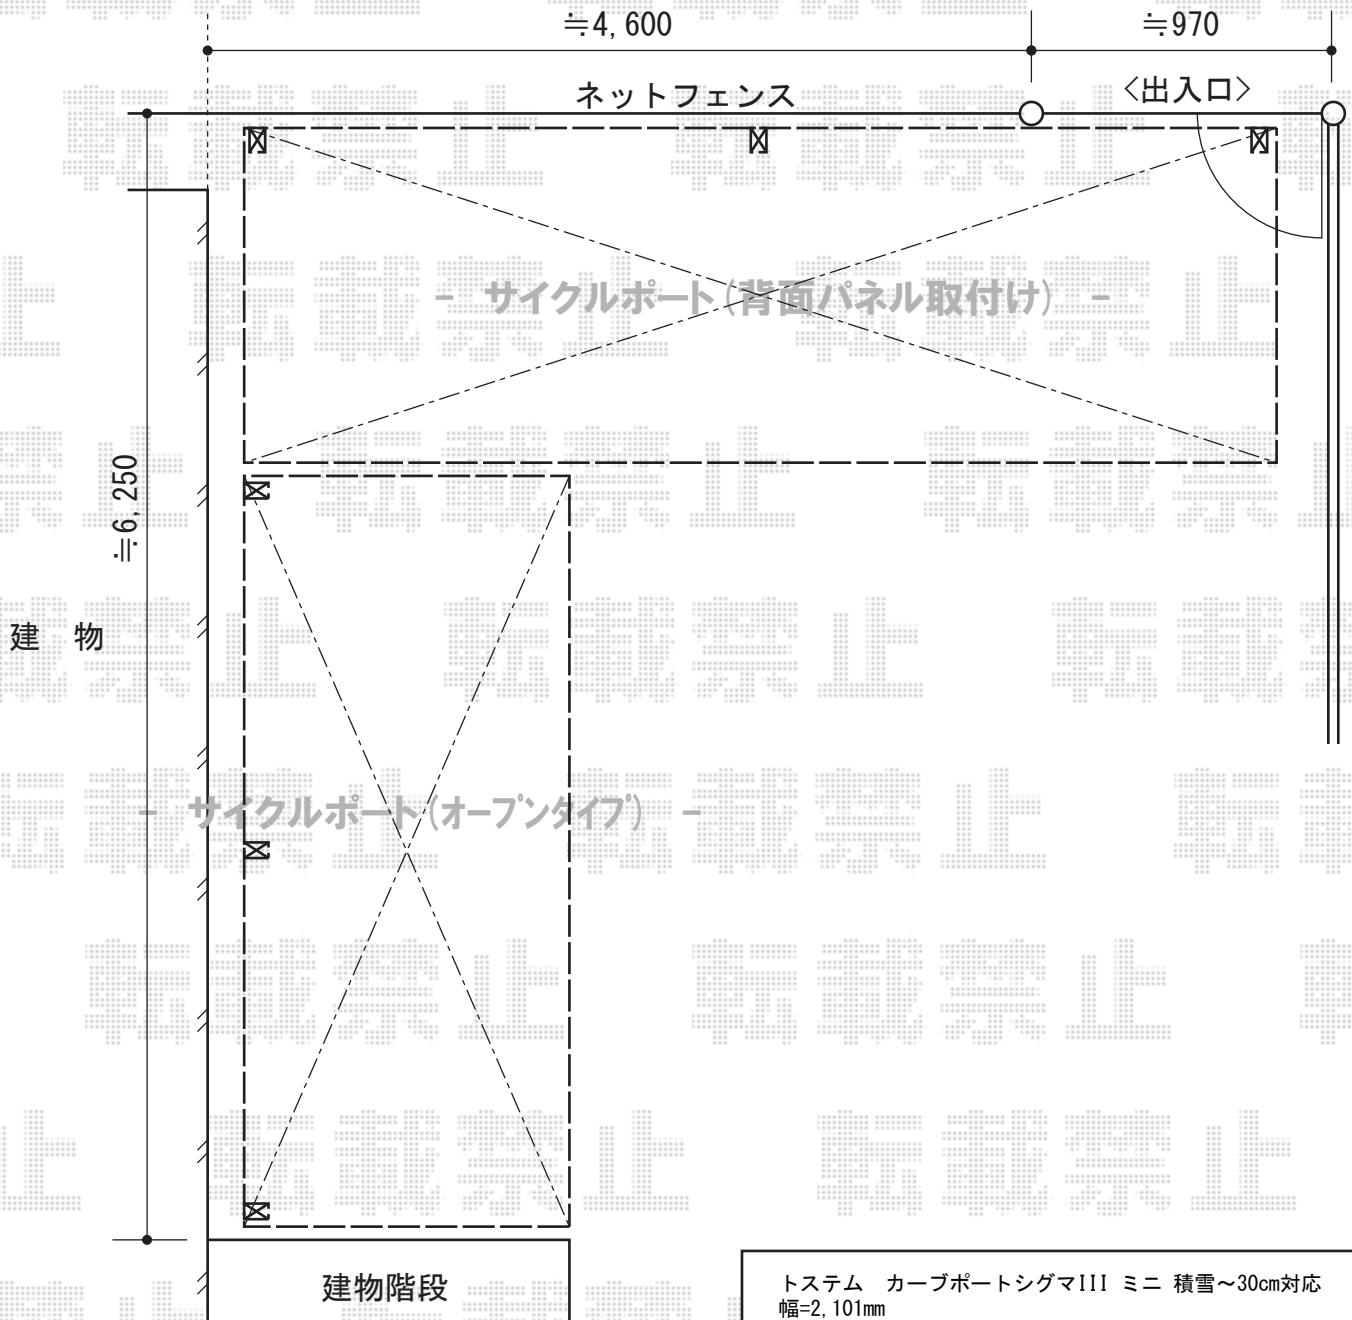 ≒4,600
≒970
ネットフェンス
〈出入口〉
- サイクルポート(背面パネル取付け) -
≒6,250
建 物
- サイクルポート(オープンタイプ) -
建物階段
トステム カーブポートシグマIII ミニ 積雪～30cm対応
幅=2,101mm
転載禁止